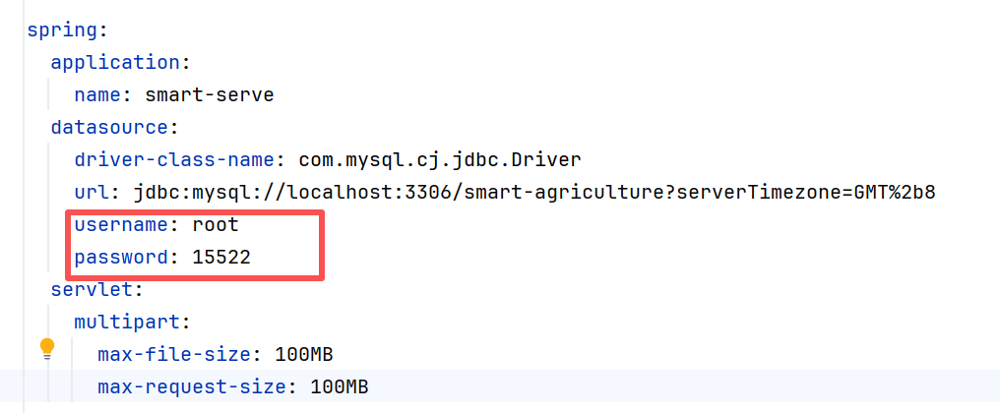 spring:
  application:
    name: smart-serve
  datasource:
    driver-class-name: com.mysql.cj.jdbc.Driver
    url: jdbc:mysql://localhost:3306/smart-agriculture?serverTimezone=GMT%2b8
    username: root
    password: 15522
  servlet:
    multipart:
      max-file-size: 100MB
      max-request-size: 100MB